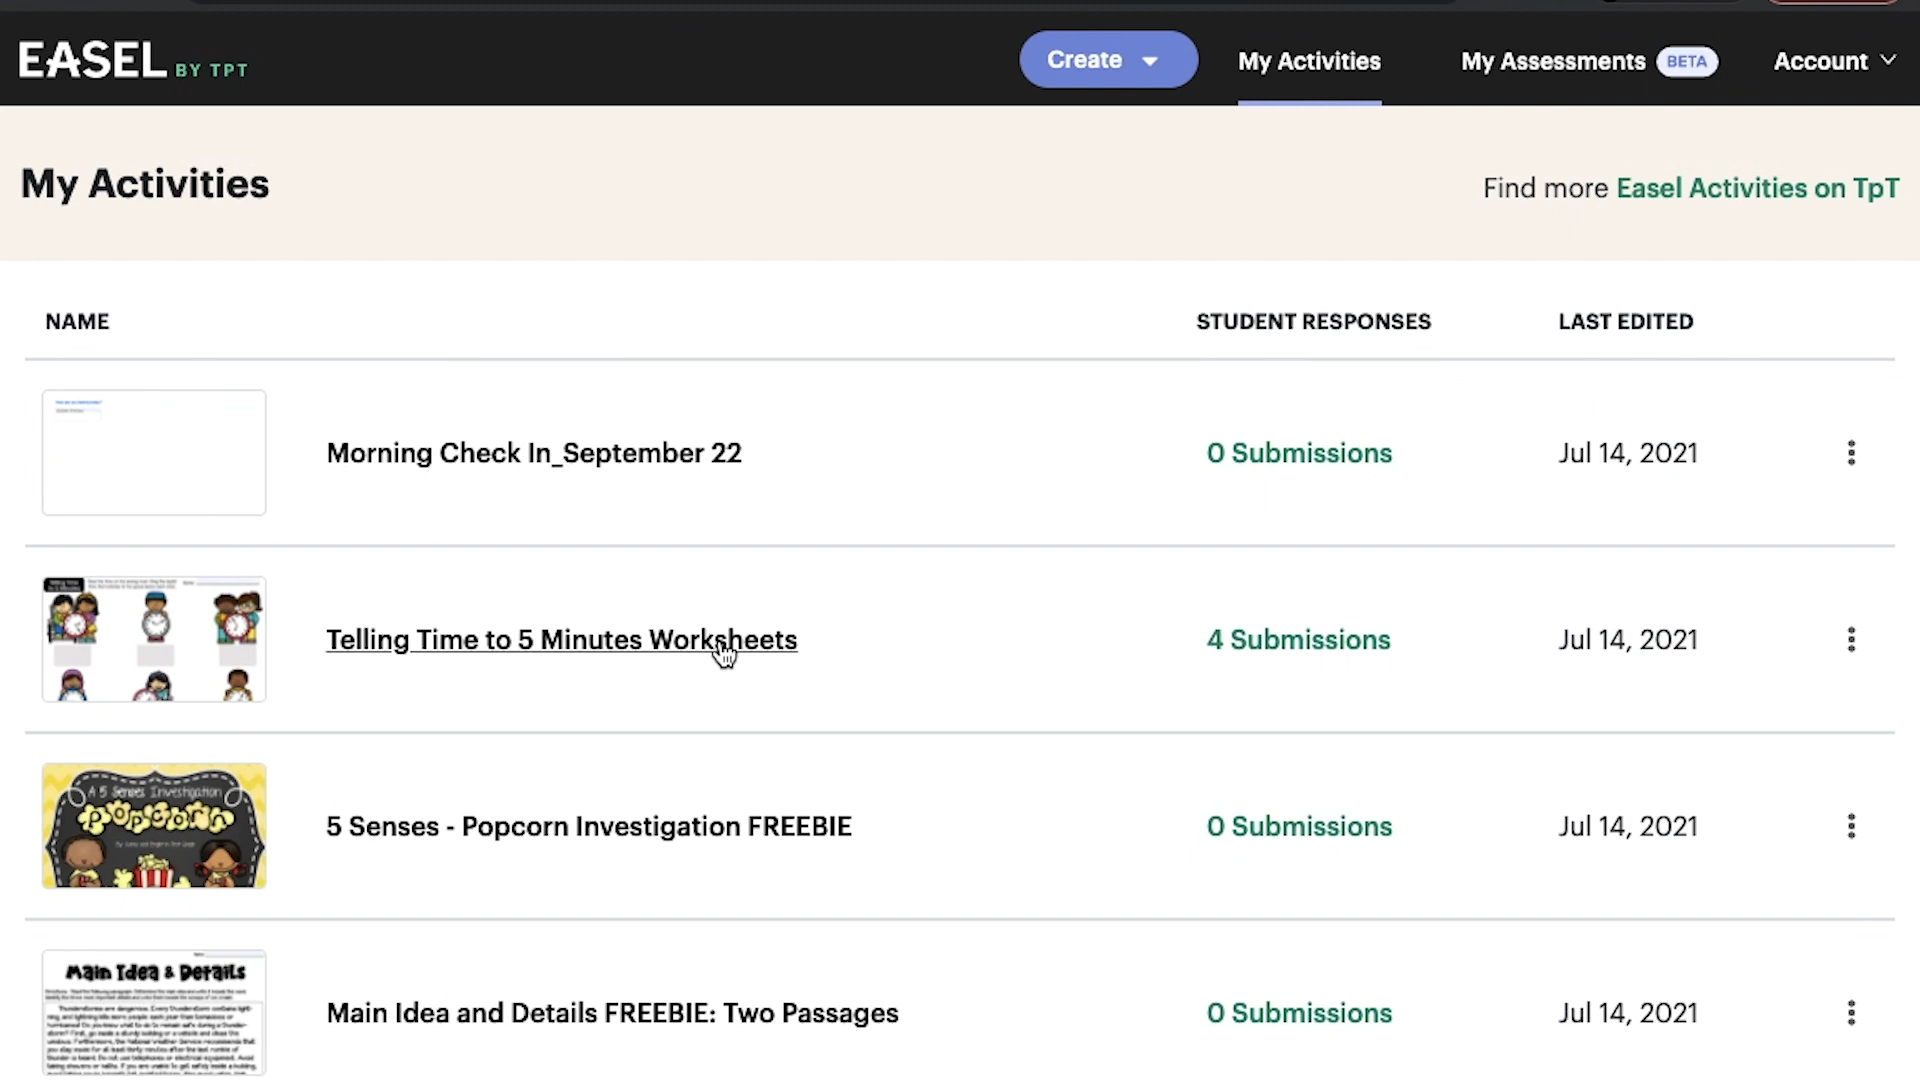 EASEL BY TPT
Create
My Activities
My Assessments BETA
Account
My Activities
Find more Easel Activities on TpT
NAME STUDENT RESPONSES LAST EDITED
Morning Check In_September 22 0 Submissions Jul 14, 2021
Telling Time to 5 Minutes Worksheets 4 Submissions Jul 14, 2021
A 5 Senses Investigation
POPCORN
5 Senses - Popcorn Investigation FREEBIE 0 Submissions Jul 14, 2021
Main Idea & Details
Main Idea and Details FREEBIE: Two Passages 0 Submissions Jul 14, 2021